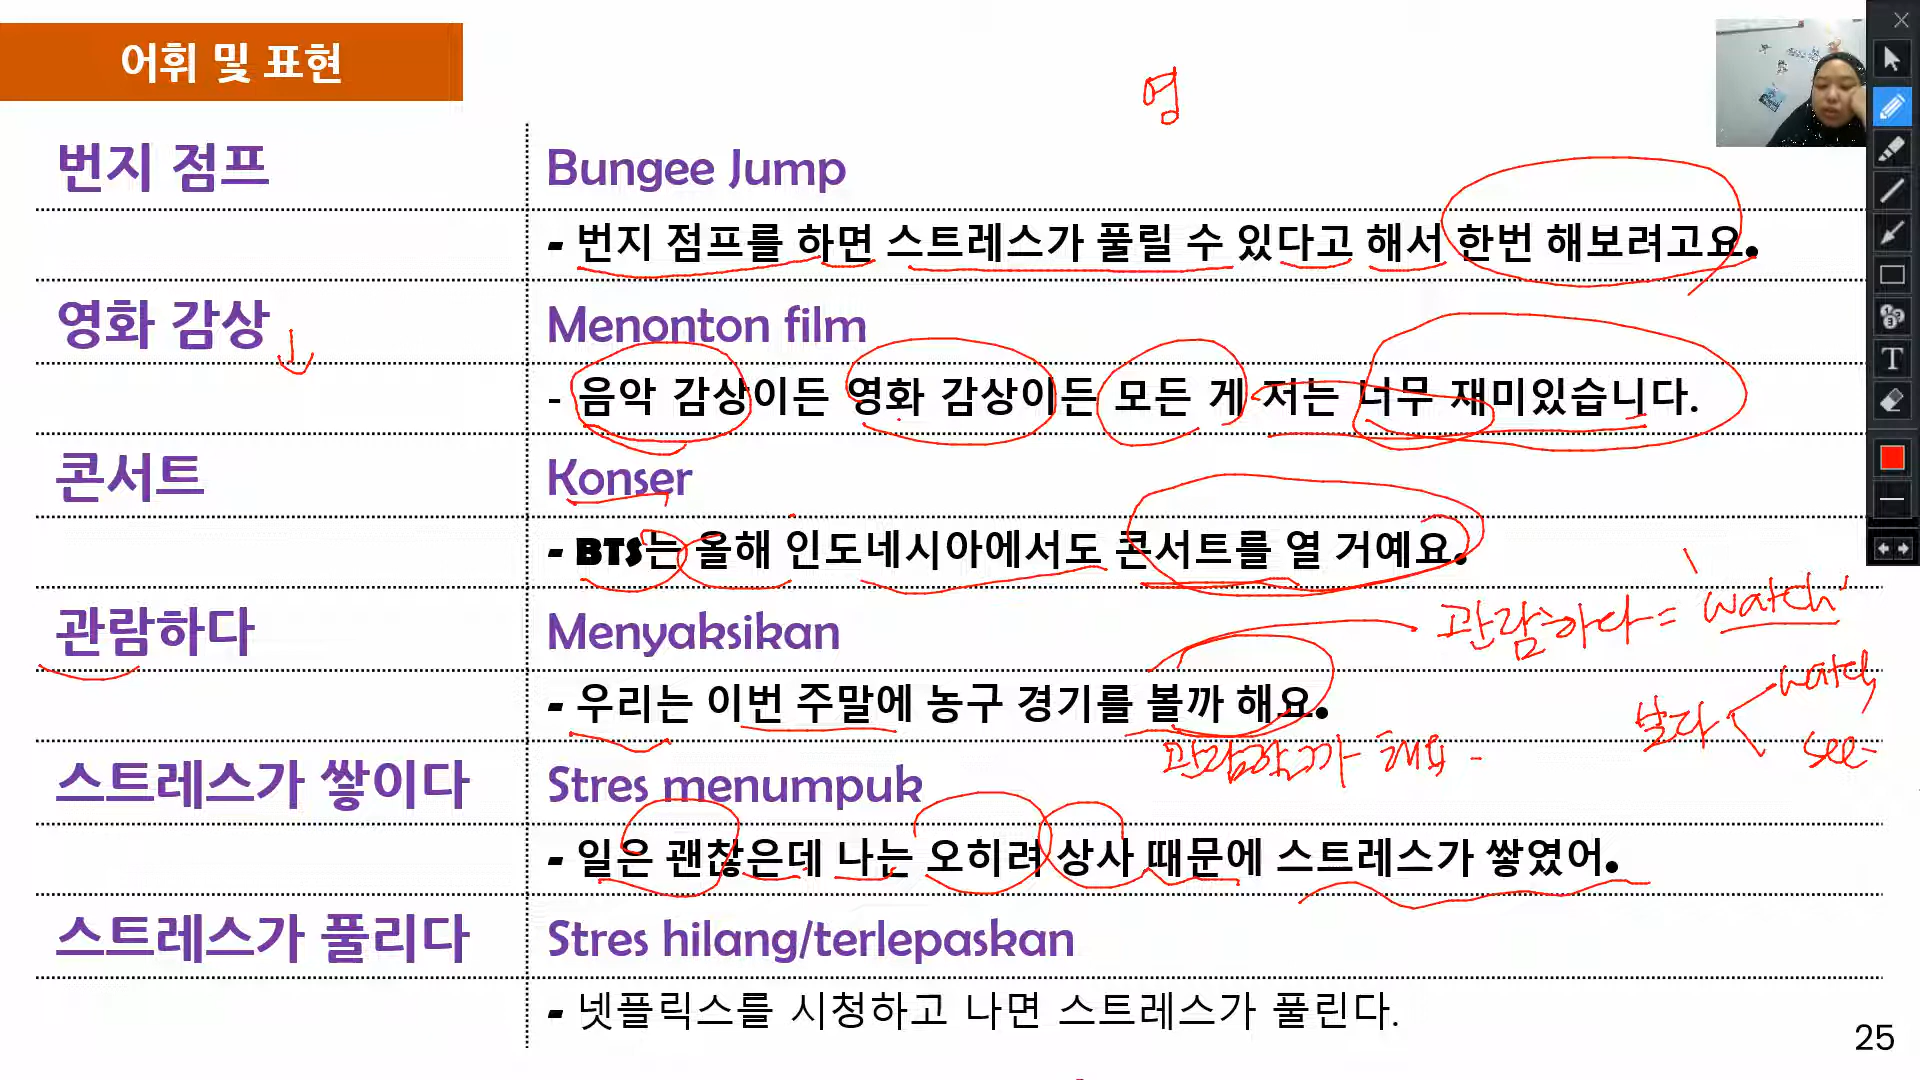 어휘 및 표현
영
번지 점프
Bungee Jump
- 번지 점프를 하면 스트레스가 풀릴 수 있다고 해서 한번 해보려고요.
영화 감상
Menonton film
- 음악 감상이든 영화 감상이든 모든 게 저는 너무 재미있습니다.
콘서트
Konser
- BTS는 올해 인도네시아에서도 콘서트를 열 거예요.
관람하다
Menyaksikan
관람하다 = 'watch'
- 우리는 이번 주말에 농구 경기를 볼까 해요.
watch
보다
see
해요.
스트레스가 쌓이다
Stres menumpuk
- 일은 괜찮은데 나는 오히려 상사 때문에 스트레스가 쌓였어.
스트레스가 풀리다
Stres hilang/terlepaskan
- 넷플릭스를 시청하고 나면 스트레스가 풀린다.
25